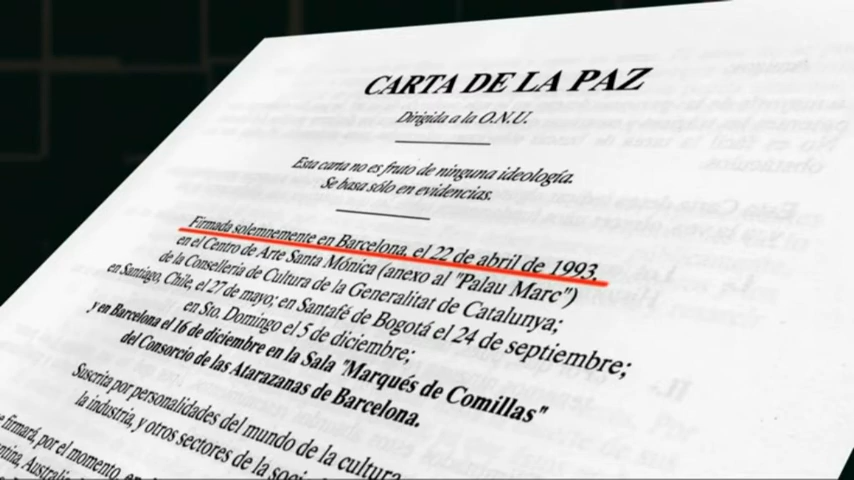 CARTA DE LA PAZ
Dirigida a la O.N.U.
Esta carta no es fruto de ninguna ideología.
Se basa sólo en evidencias.
Firmada solemnemente en Barcelona, el 22 de abril de 1993,
en el Centro de Arte Santa Mónica (anexo al "Palau Marc")
de la Conselleria de Cultura de la Generalitat de Catalunya;
en Santiago, Chile, el 27 de mayo; en Santafé de Bogotá el 24 de septiembre;
en Sto. Domingo el 5 de diciembre;
y en Barcelona el 16 de diciembre en la Sala "Marqués de Comillas"
del Consorcio de las Atarazanas de Barcelona.
Suscrita por personalidades del mundo de la cultura
la industria, y otros sectores de la
firmará, por el momento, en